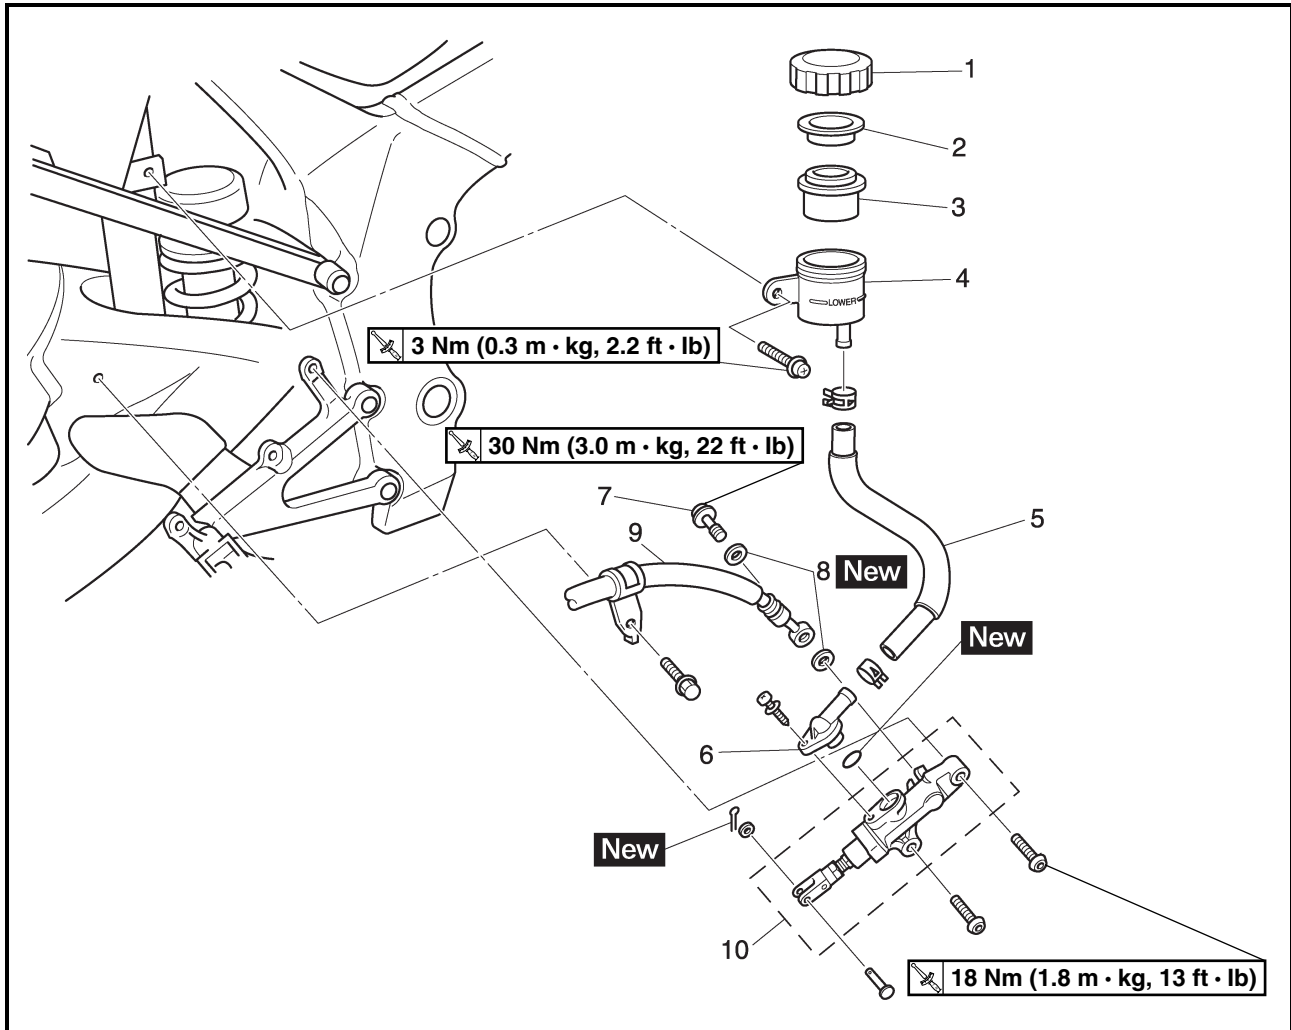 1
2
3
4
LOWER
3 Nm (0.3 m · kg, 2.2 ft · lb)
30 Nm (3.0 m · kg, 22 ft · lb)
7
5
9
8 New
New
6
New
10
18 Nm (1.8 m · kg, 13 ft · lb)